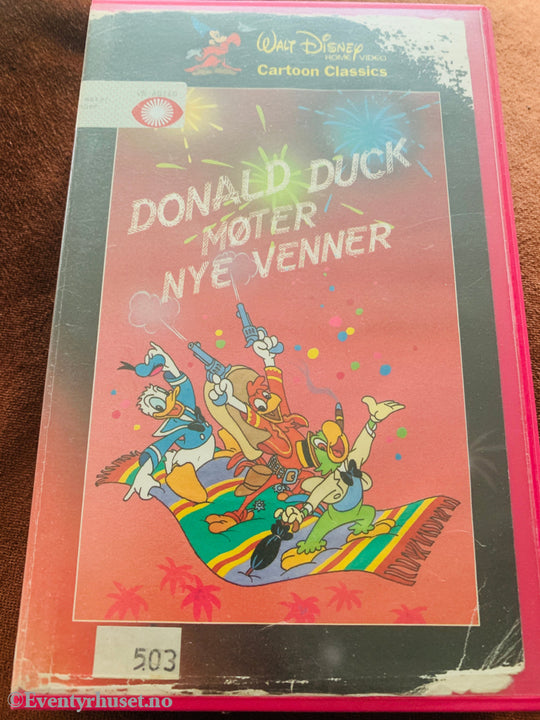 WALT DISNEY
HOME VIDEO
Cartoon Classics
DONALD DUCK
MØTER
NYE VENNER
503
©Eventyrhuset.no